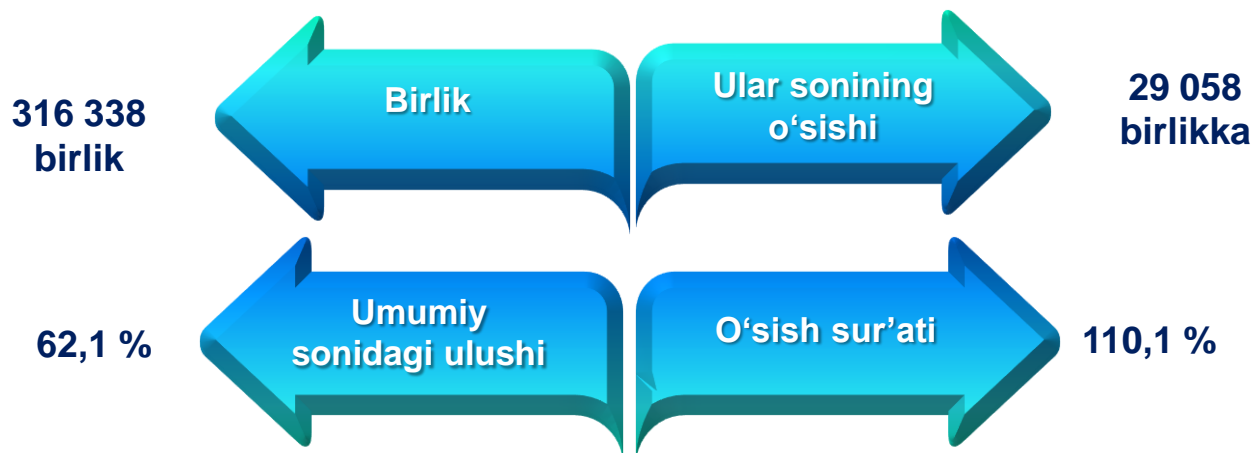 316 338
birlik
Birlik
Ular sonining
o‘sishi
29 058
birlikka
62,1 %
Umumiy
sonidagi ulushi
O‘sish sur’ati
110,1 %